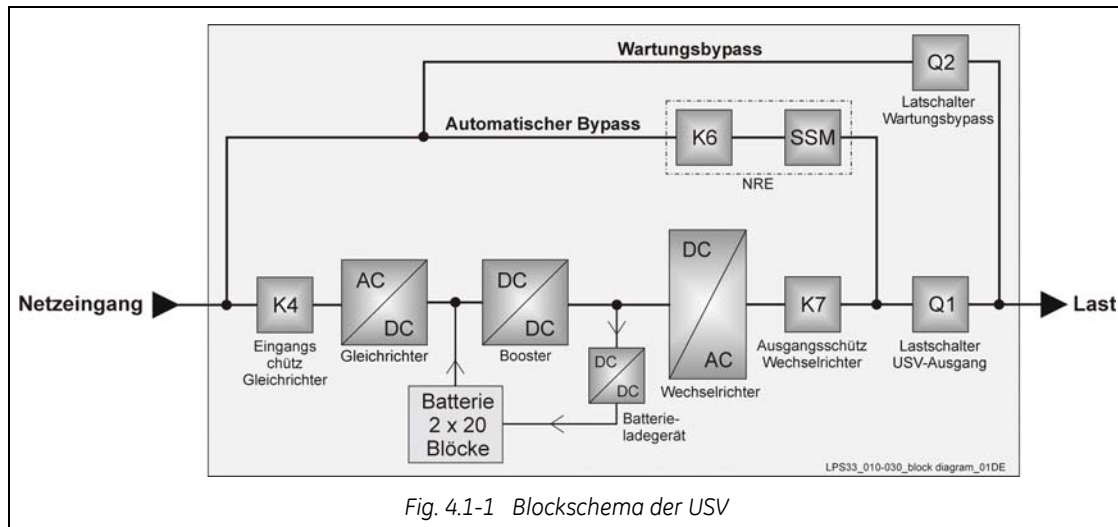 Wartungsbypass
Q2
Latschalter
Wartungsbypass
Automatischer Bypass
K6
SSM
NRE
Netzeingang
K4
Eingangs
chütz
Gleichrichter
AC
DC
Gleichrichter
DC
DC
Booster
DC
AC
Wechselrichter
K7
Ausgangsschütz
Wechselrichter
Q1
Lastschalter
USV-Ausgang
Last
DC
DC
Batterie-
ladegerät
Batterie
2 x 20
Blöcke
LPS33_010-030_block diagram_01DE
Fig. 4.1-1 Blockschema der USV